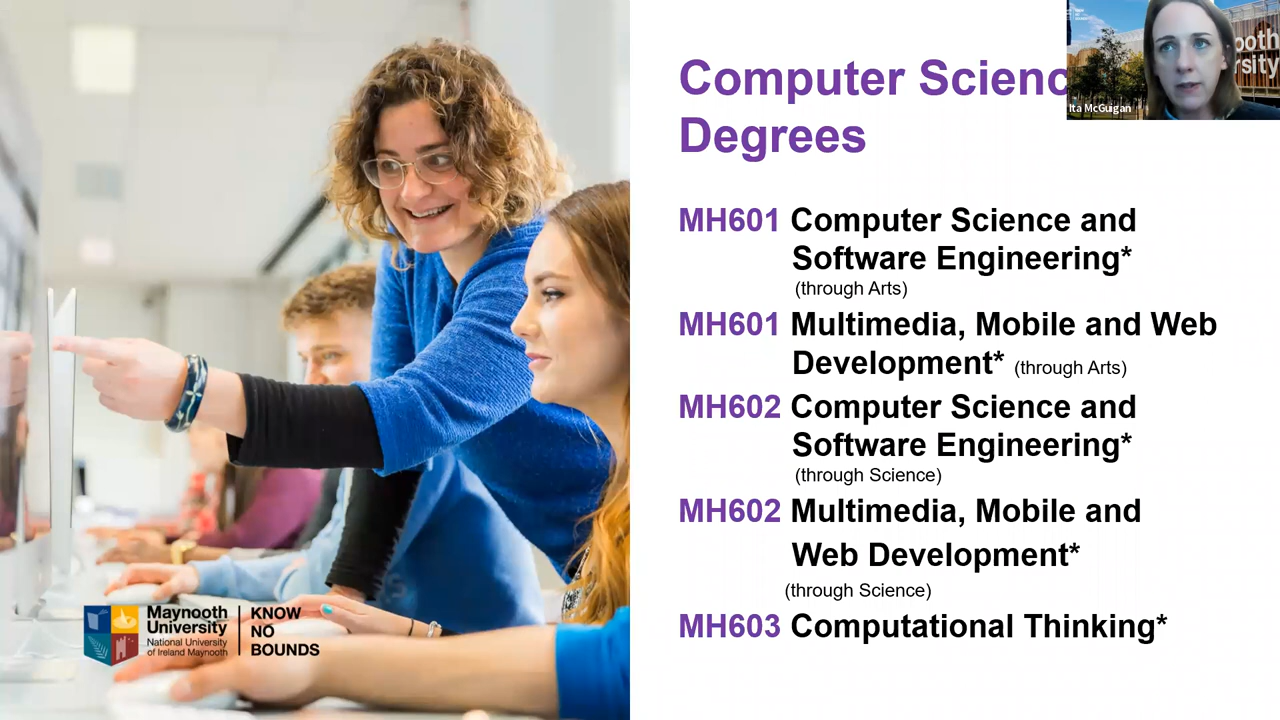 Computer Scienc
Degrees
ooth
rsity
Ita McGuigan
MH601 Computer Science and
Software Engineering*
(through Arts)
MH601 Multimedia, Mobile and Web
Development* (through Arts)
MH602 Computer Science and
Software Engineering*
(through Science)
MH602 Multimedia, Mobile and
Web Development*
(through Science)
MH603 Computational Thinking*
Maynooth
University
National University
of Ireland Maynooth
KNOW
NO
BOUNDS